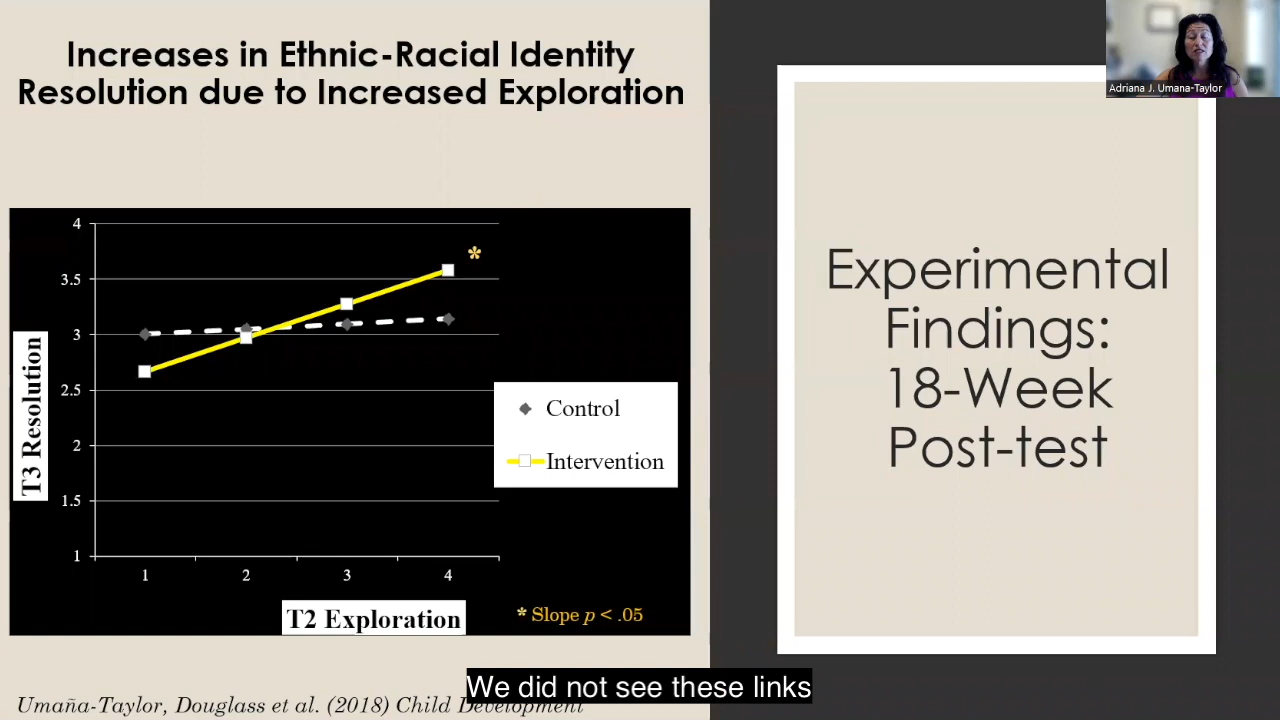 Increases in Ethnic-Racial Identity
Resolution due to Increased Exploration
4
3.5
3
2.5
2
1.5
1
T3 Resolution
*
Control
Intervention
1 2 3 4
T2 Exploration
* Slope p < .05
Umaña-Taylor, Douglass et al. (2018) Child Development
Experimental
Findings:
18-Week
Post-test
Adriana J. Umana-Taylor
We did not see these links